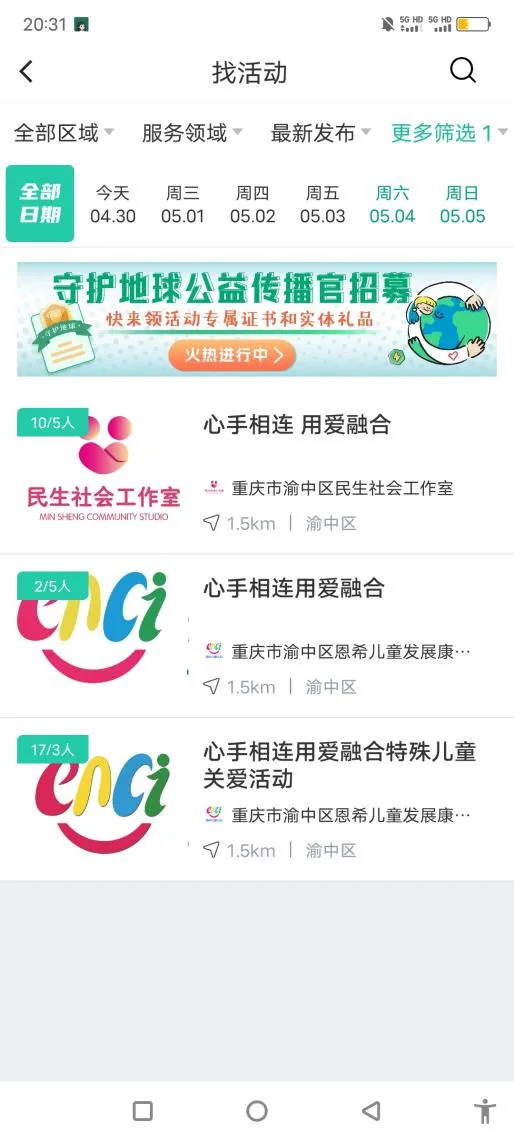 20:31
5G HD 5G HD
找活动
全部区域 服务领域 最新发布 更多筛选 1
全部日期
今天 周三 周四 周五 周六 周日
04.30 05.01 05.02 05.03 05.04 05.05
守护地球公益传播官招募
快来领活动专属证书和实体礼品
守护地球
火热进行中
10/5人
心手相连 用爱融合
民生社会工作室
MIN SHENG COMMUNITY STUDIO
重庆市渝中区民生社会工作室
1.5km | 渝中区
2/5人
心手相连用爱融合
enci
重庆市渝中区恩希儿童发展康…
1.5km | 渝中区
17/3人
心手相连用爱融合特殊儿童
关爱活动
enci
重庆市渝中区恩希儿童发展康…
1.5km | 渝中区